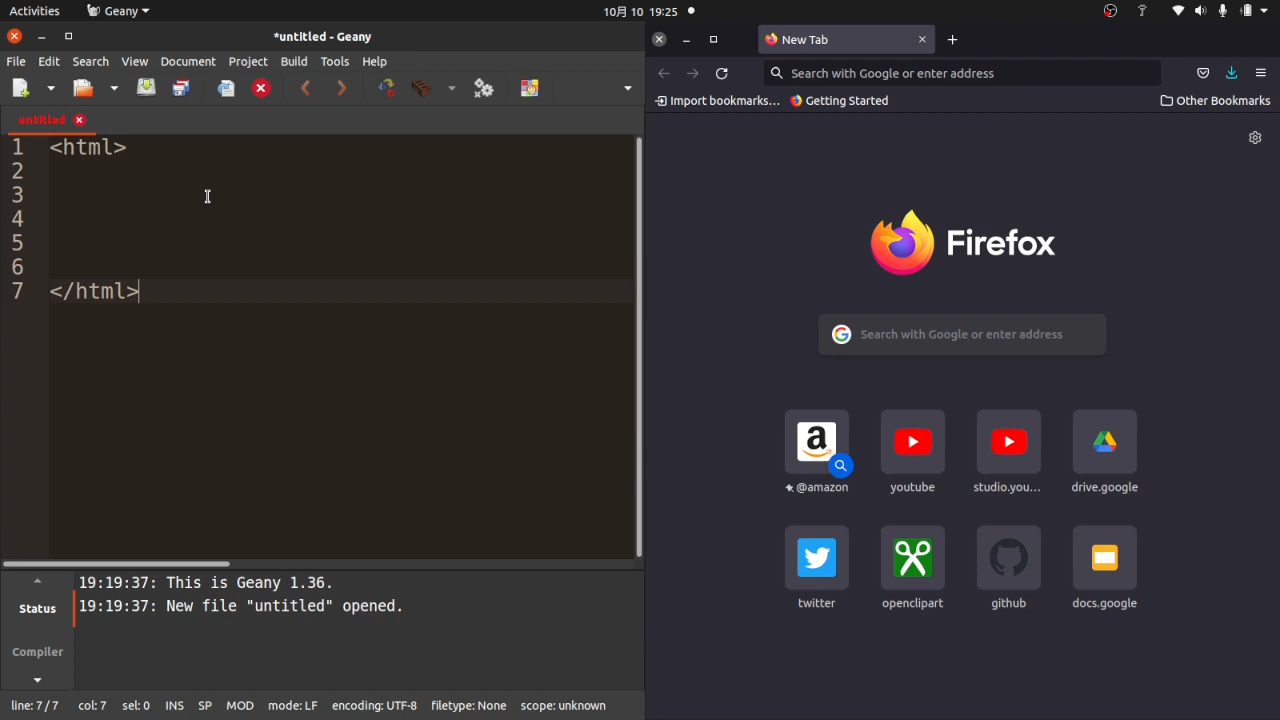 Activities
Geany
10月 10 19:25
*untitled - Geany
File Edit Search View Document Project Build Tools Help
untitled
1 <html>
2
3
4
5
6
7 </html>
Status
Compiler
19:19:37: This is Geany 1.36.
19:19:37: New file "untitled" opened.
line: 7 / 7 col: 7 sel: 0 INS SP MOD mode: LF encoding: UTF-8 filetype: None scope: unknown
New Tab
Search with Google or enter address
Import bookmarks...
Getting Started
Other Bookmarks
Firefox
Search with Google or enter address
a
@amazon
youtube
studio.you...
drive.google
twitter
openclipart
github
docs.google